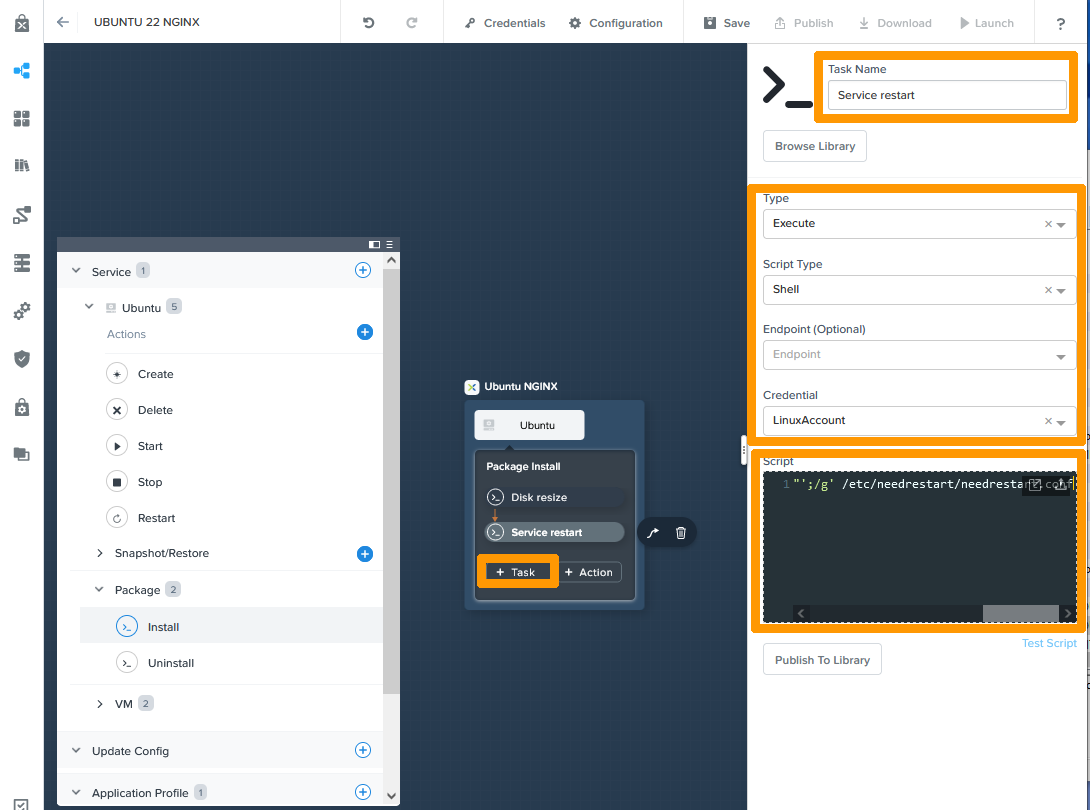 UBUNTU 22 NGINX
Credentials
Configuration
Save
Publish
Download
Launch
?
Task Name
Service restart
Browse Library
Type
Execute
Script Type
Shell
Endpoint (Optional)
Endpoint
Credential
LinuxAccount
Script
1 "';/g' /etc/needrestart/needrestart.conf
Test Script
Publish To Library
Service 1
Ubuntu 5
Actions
Create
Delete
Start
Stop
Restart
Snapshot/Restore
Package 2
Install
Uninstall
VM 2
Update Config
Application Profile 1
Ubuntu NGINX
Ubuntu
Package Install
Disk resize
Service restart
+ Task
+ Action